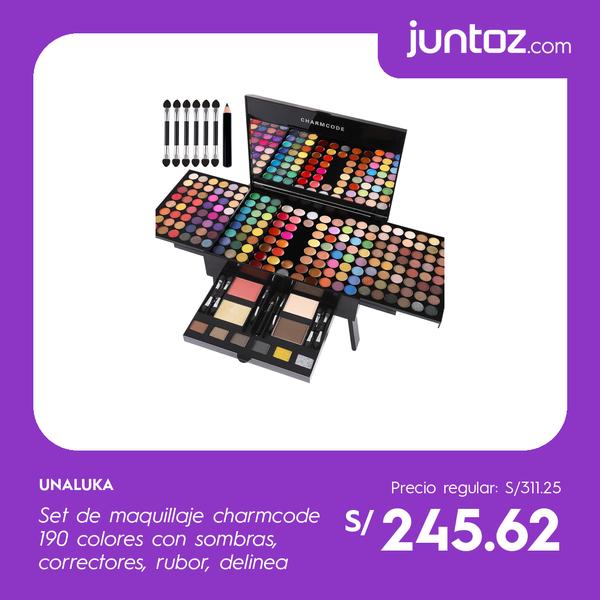 juntoz.com
CHARMCODE
UNALUKA
Set de maquillaje charmcode
190 colores con sombras,
correctores, rubor, delinea
Precio regular: S/311.25
S/245.62